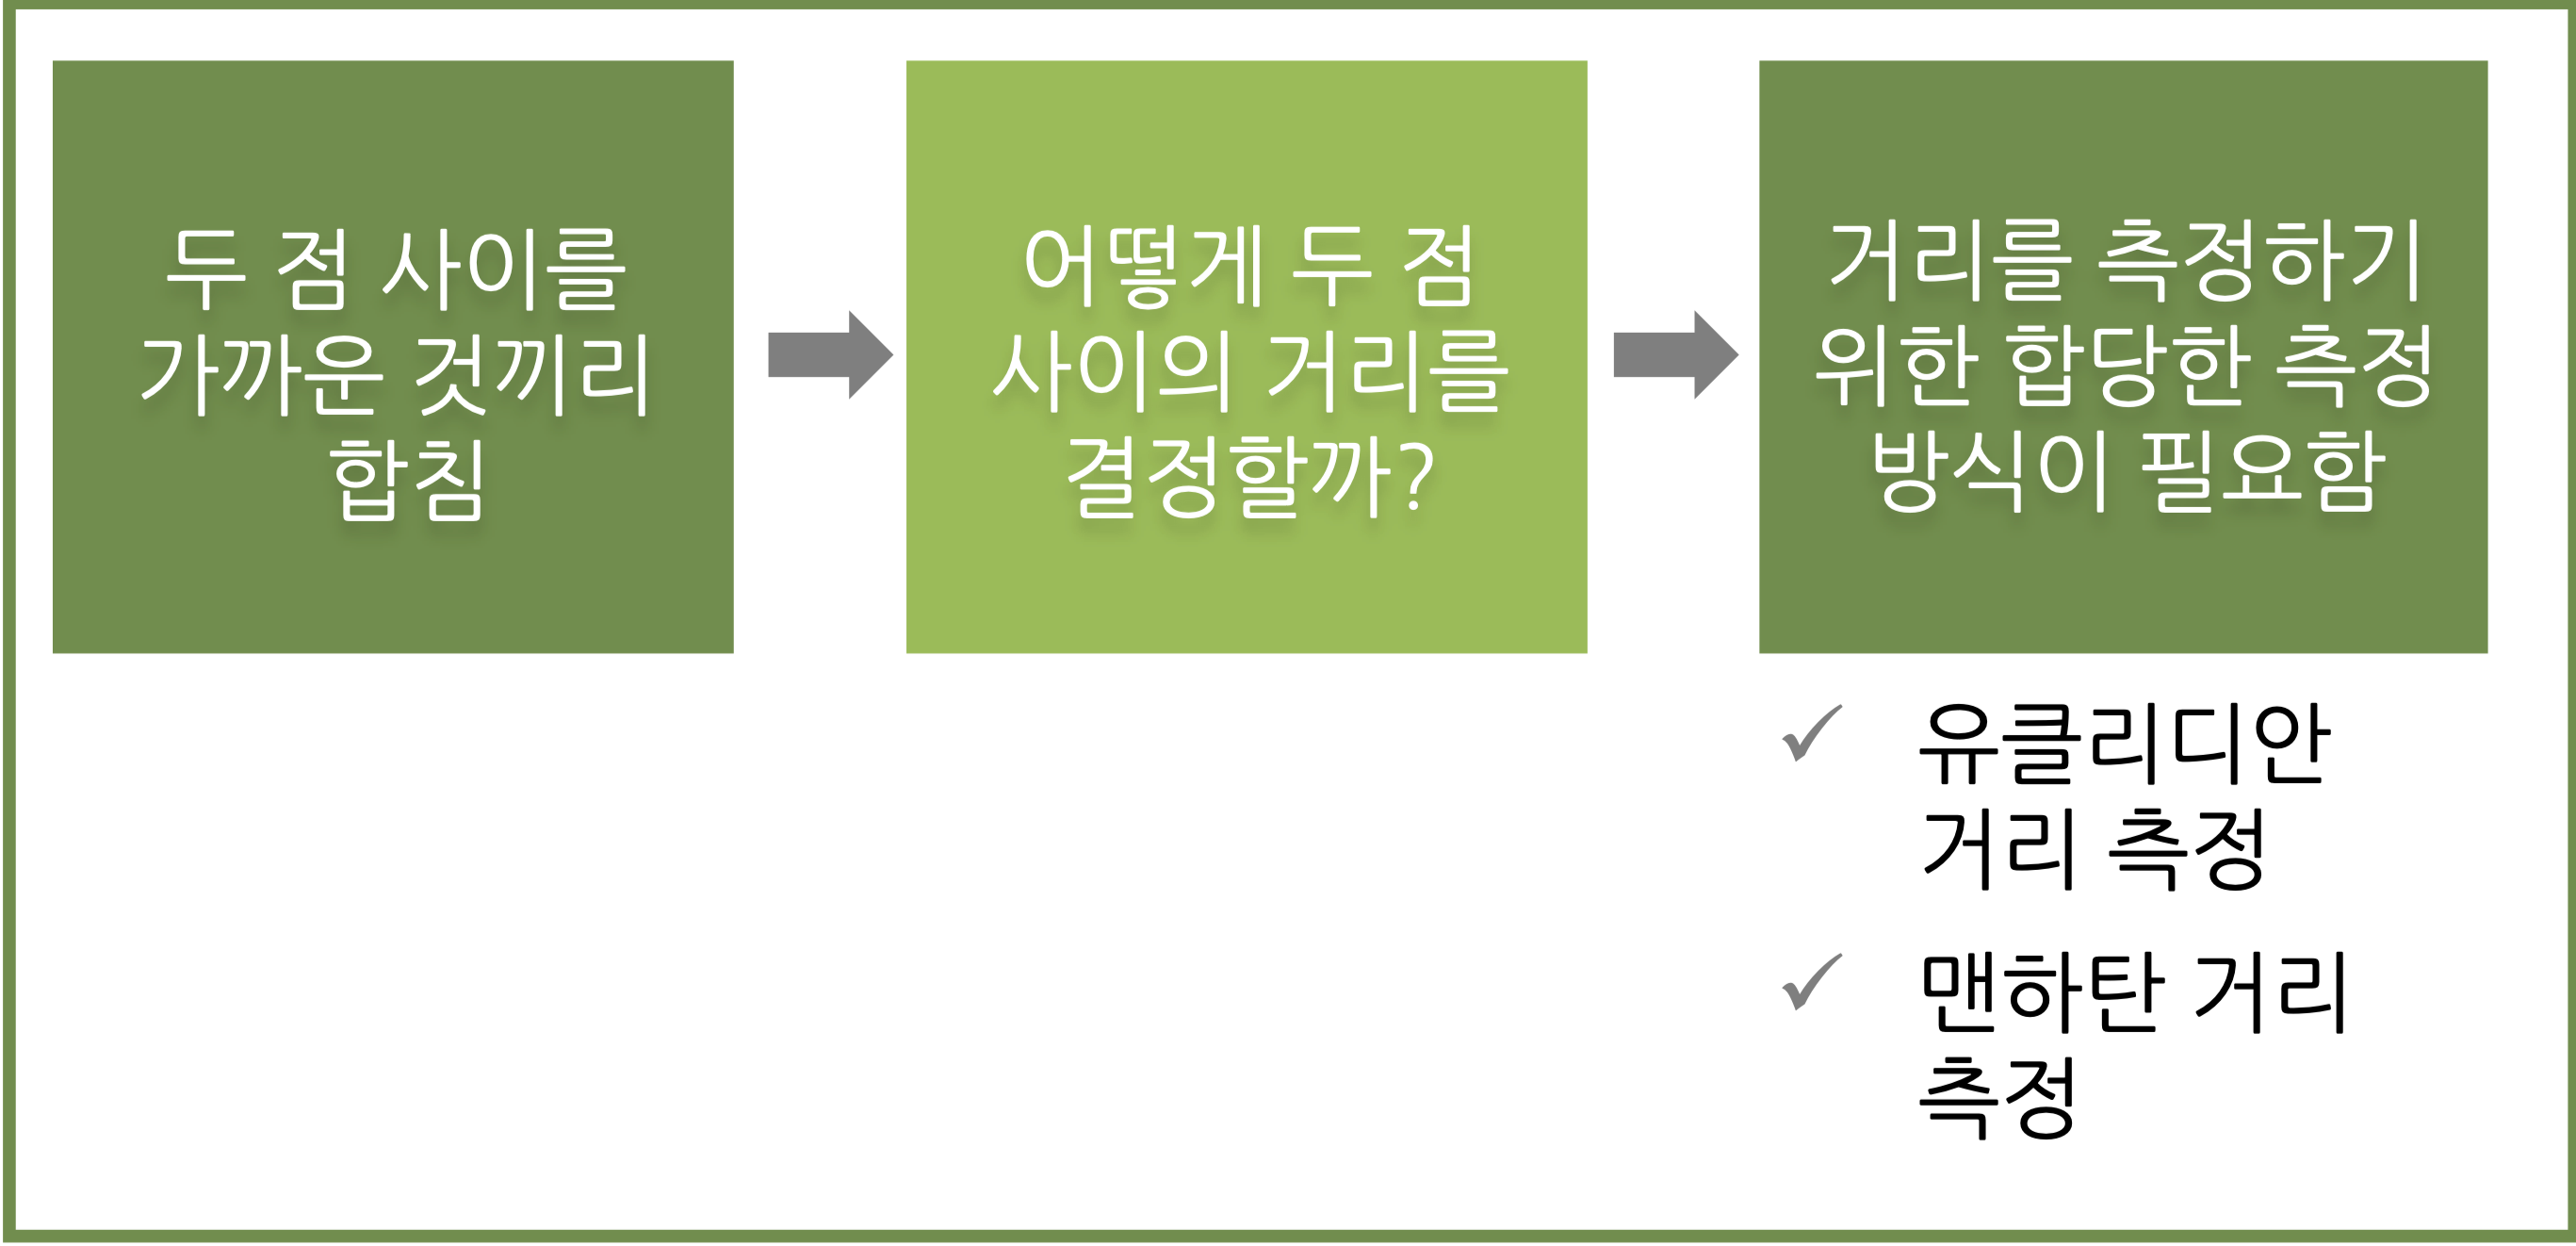 두 점 사이를
가까운 것끼리
합침
어떻게 두 점
사이의 거리를
결정할까?
거리를 측정하기
위한 합당한 측정
방식이 필요함
유클리디안
거리 측정
맨하탄 거리
측정